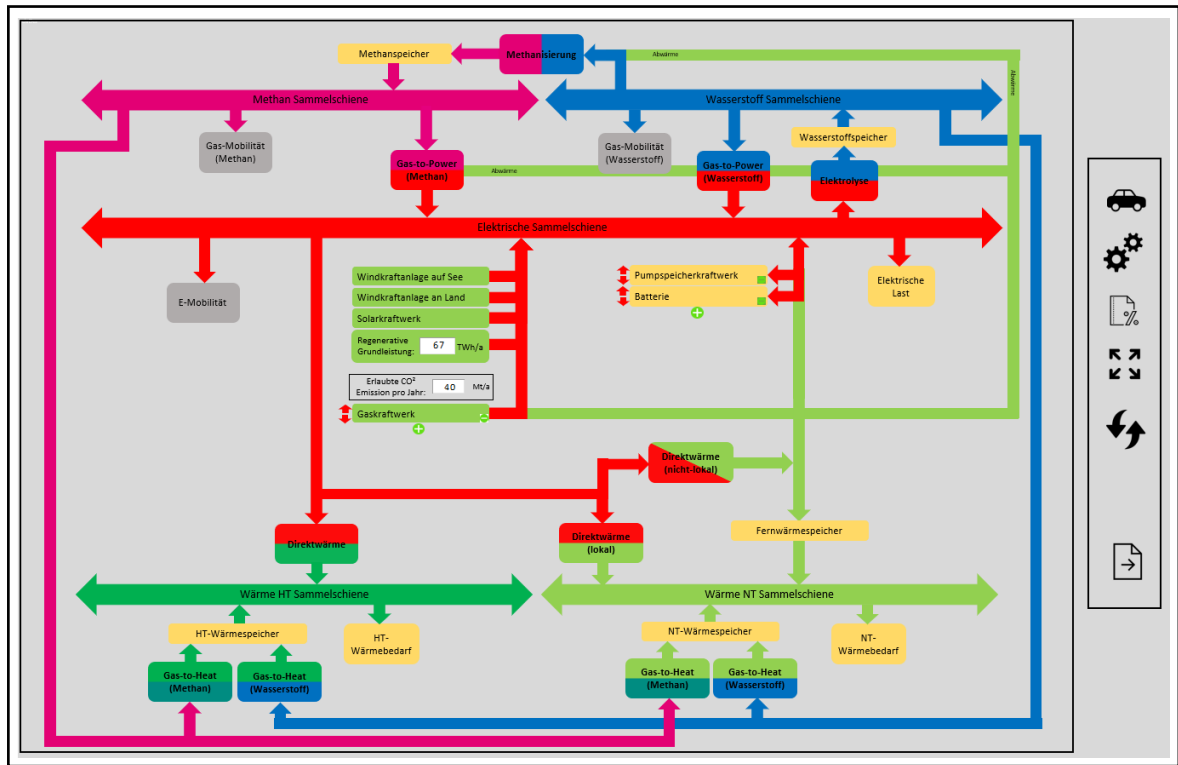 Methanspeicher
Methanisierung
Abwärme
Abwärme
Methan Sammelschiene
Wasserstoff Sammelschiene
Gas-Mobilität
(Methan)
Gas-Mobilität
(Wasserstoff)
Wasserstoffspeicher
Gas-to-Power
(Methan)
Abwärme
Gas-to-Power
(Wasserstoff)
Elektrolyse
Elektrische Sammelschiene
E-Mobilität
Windkraftanlage auf See
Windkraftanlage an Land
Solarkraftwerk
Regenerative
Grundleistung: 67 TWh/a
Erlaubte CO²
Emission pro Jahr: 40 Mt/a
Gaskraftwerk
Pumpspeicherkraftwerk
Batterie
Elektrische
Last
Direktwärme
(nicht-lokal)
Direktwärme
Direktwärme
(lokal)
Fernwärmespeicher
Wärme HT Sammelschiene
Wärme NT Sammelschiene
HT-Wärmespeicher
HT-
Wärmebedarf
NT-Wärmespeicher
NT-
Wärmebedarf
Gas-to-Heat
(Methan)
Gas-to-Heat
(Wasserstoff)
Gas-to-Heat
(Methan)
Gas-to-Heat
(Wasserstoff)
%